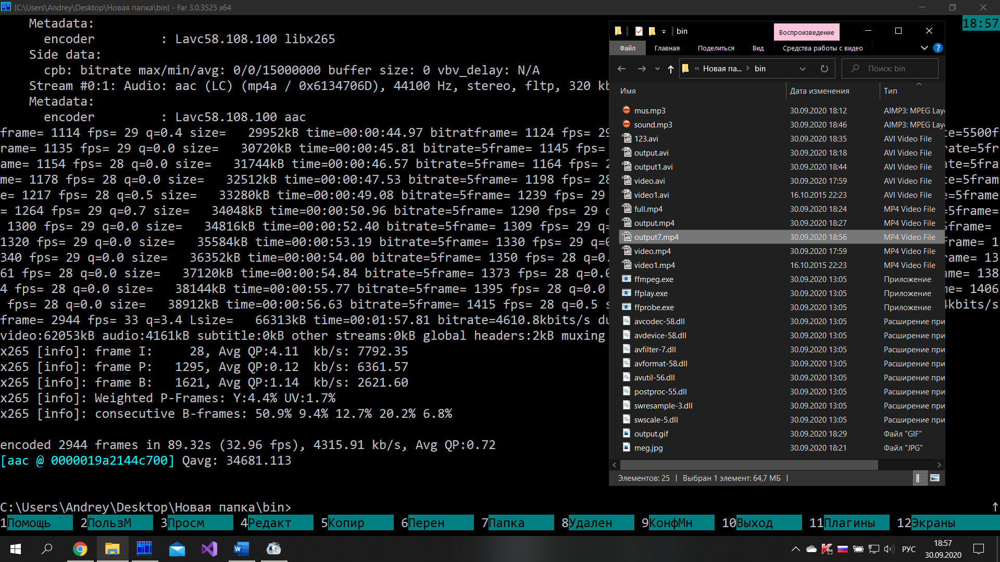 {C:\Users\Andrey\Desktop\Новая папка\bin} - Far 3.0.3525 x64
18:57
Metadata:
encoder : Lavc58.108.100 libx265
Side data:
cpb: bitrate max/min/avg: 0/0/15000000 buffer size: 0 vbv_delay: N/A
Stream #0:1: Audio: aac (LC) (mp4a / 0x6134706D), 44100 Hz, stereo, fltp, 320 kb
Metadata:
encoder : Lavc58.108.100 aac
frame= 1114 fps= 29 q=0.4 size= 29952kB time=00:00:44.97 bitratframe= 1124 fps= 29 te=5500f
rame= 1135 fps= 29 q=0.0 size= 30720kB time=00:00:45.81 bitrate=5frame= 1145 fps= rate=5fr
ame= 1154 fps= 28 q=0.0 size= 31744kB time=00:00:46.57 bitrate=5frame= 1164 fps= 2 ate=5fra
me= 1178 fps= 28 q=0.0 size= 32512kB time=00:00:47.53 bitrate=5frame= 1198 fps= 28 te=5fram
e= 1217 fps= 28 q=0.5 size= 33280kB time=00:00:49.08 bitrate=5frame= 1239 fps= 29 e=5frame
= 1264 fps= 29 q=0.7 size= 34048kB time=00:00:50.96 bitrate=5frame= 1290 fps= 29 q =5frame=
1300 fps= 29 q=0.0 size= 34816kB time=00:00:52.40 bitrate=5frame= 1309 fps= 29 q= 5frame=
1320 fps= 29 q=0.0 size= 35584kB time=00:00:53.19 bitrate=5frame= 1330 fps= 29 q=0 frame= 1
340 fps= 29 q=0.0 size= 36352kB time=00:00:54.00 bitrate=5frame= 1350 fps= 28 q=0. rame= 13
61 fps= 28 q=0.0 size= 37120kB time=00:00:54.84 bitrate=5frame= 1373 fps= 28 q=0.0 ame= 138
4 fps= 28 q=0.0 size= 38144kB time=00:00:55.77 bitrate=5frame= 1395 fps= 28 q=0.0 me= 1406
fps= 28 q=0.0 size= 38912kB time=00:00:56.63 bitrate=5frame= 1415 fps= 28 q=0.5 s 4kbits/s
frame= 2944 fps= 33 q=3.4 Lsize= 66313kB time=00:01:57.81 bitrate=4610.8kbits/s du
video:62053kB audio:4161kB subtitle:0kB other streams:0kB global headers:2kB muxing
x265 [info]: frame I: 28, Avg QP:4.11 kb/s: 7792.35
x265 [info]: frame P: 1295, Avg QP:0.12 kb/s: 6361.57
x265 [info]: frame B: 1621, Avg QP:1.14 kb/s: 2621.60
x265 [info]: Weighted P-Frames: Y:4.4% UV:1.7%
x265 [info]: consecutive B-frames: 50.9% 9.4% 12.7% 20.2% 6.8%
encoded 2944 frames in 89.32s (32.96 fps), 4315.91 kb/s, Avg QP:0.72
[aac @ 0000019a2144c700] Qavg: 34681.113
C:\Users\Andrey\Desktop\Новая папка\bin>
1Помощь 2ПользМ 3Просм 4Редакт 5Копир 6Перен 7Папка 8Удален 9КонфМн 10Выход 11Плагины 12Экраны
bin
Воспроизведение
Файл Главная Поделиться Вид Средства работы с видео
« Новая па... > bin
Поиск: bin
Имя Дата изменения Тип
mus.mp3 30.09.2020 18:12 AIMP3: MPEG Laye
sound.mp3 30.09.2020 18:46 AIMP3: MPEG Laye
123.avi 30.09.2020 18:35 AVI Video File
output.avi 30.09.2020 18:18 AVI Video File
output1.avi 30.09.2020 18:44 AVI Video File
video.avi 30.09.2020 17:59 AVI Video File
video1.avi 16.10.2015 22:23 AVI Video File
full.mp4 30.09.2020 18:24 MP4 Video File
output.mp4 30.09.2020 18:27 MP4 Video File
output7.mp4 30.09.2020 18:56 MP4 Video File
video.mp4 30.09.2020 17:59 MP4 Video File
video1.mp4 16.10.2015 22:23 MP4 Video File
ffmpeg.exe 30.09.2020 13:05 Приложение
ffplay.exe 30.09.2020 13:05 Приложение
ffprobe.exe 30.09.2020 13:05 Приложение
avcodec-58.dll 30.09.2020 13:05 Расширение при
avdevice-58.dll 30.09.2020 13:05 Расширение при
avfilter-7.dll 30.09.2020 13:05 Расширение при
avformat-58.dll 30.09.2020 13:05 Расширение при
avutil-56.dll 30.09.2020 13:05 Расширение при
postproc-55.dll 30.09.2020 13:05 Расширение при
swresample-3.dll 30.09.2020 13:05 Расширение при
swscale-5.dll 30.09.2020 13:05 Расширение при
output.gif 30.09.2020 18:29 Файл "GIF"
meg.jpg 30.09.2020 18:21 Файл "JPG"
Элементов: 25 Выбран 1 элемент: 64,7 МБ
РУС
18:57
30.09.2020